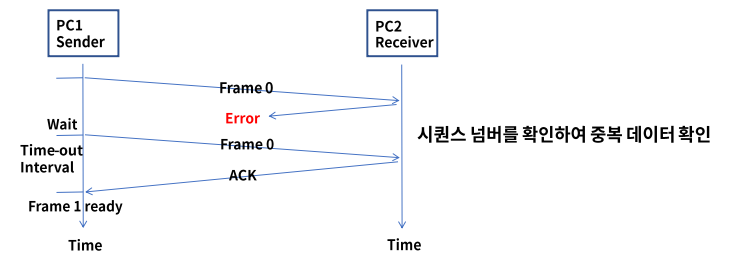 PC1
Sender
PC2
Receiver
Frame 0
Error
Wait
Frame 0
시퀀스 넘버를 확인하여 중복 데이터 확인
Time-out
Interval
ACK
Frame 1 ready
Time
Time